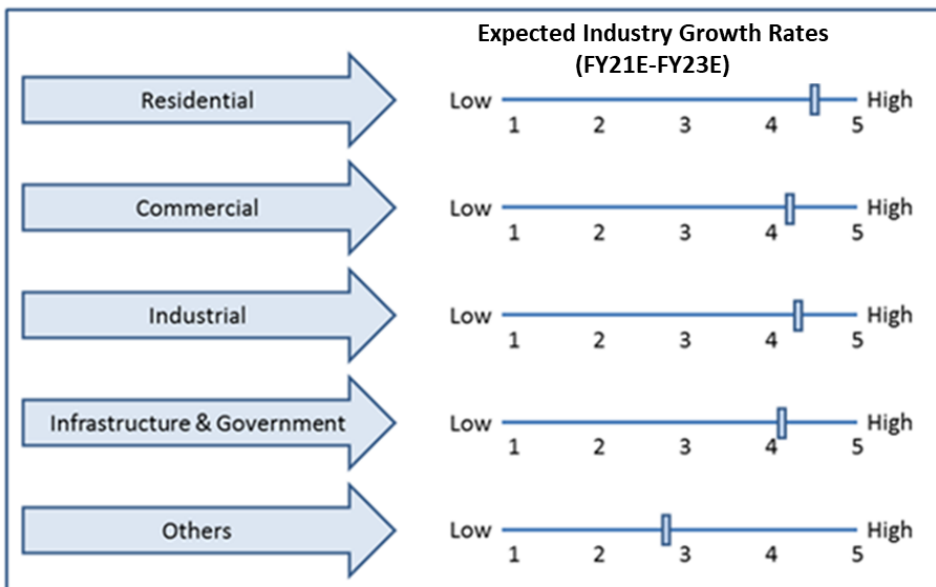 Expected Industry Growth Rates
(FY21E-FY23E)
Residential
Low High
1 2 3 4 5
Commercial
Low High
1 2 3 4 5
Industrial
Low High
1 2 3 4 5
Infrastructure & Government
Low High
1 2 3 4 5
Others
Low High
1 2 3 4 5